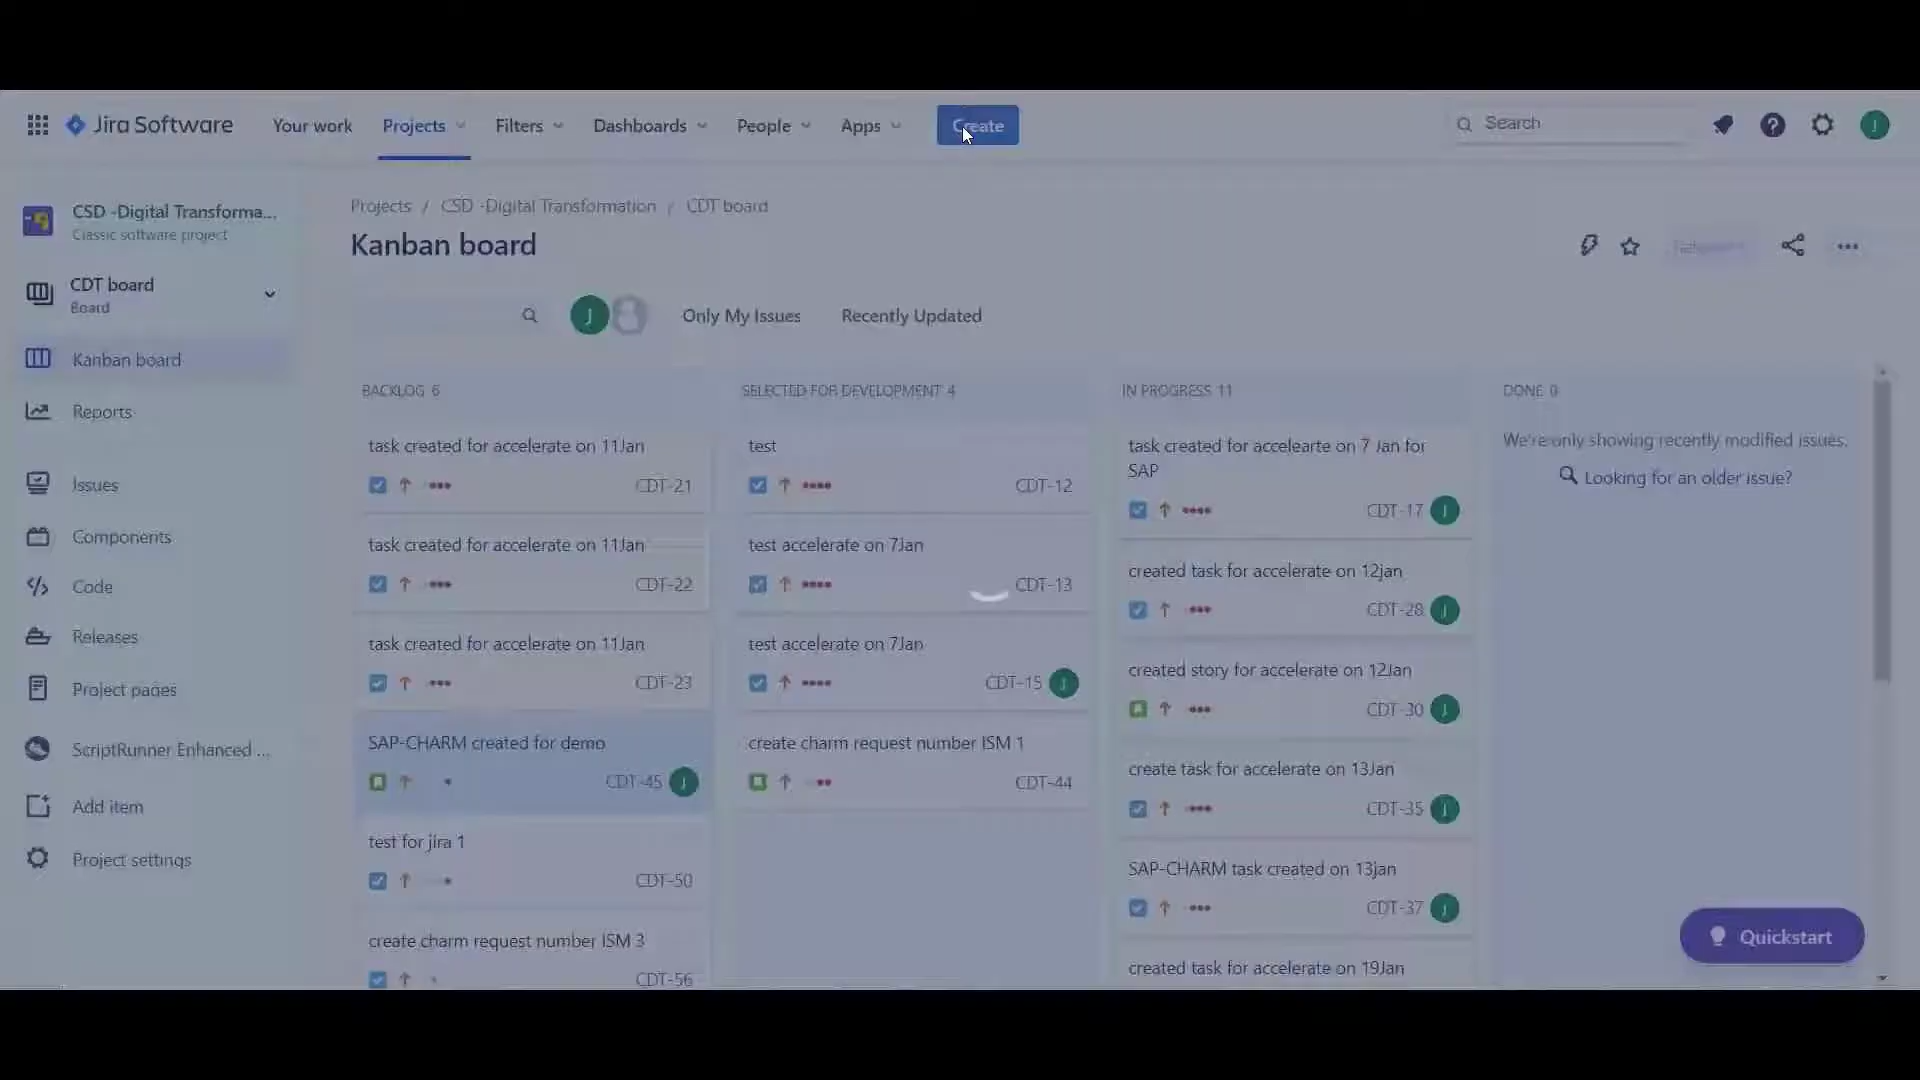 Jira Software
Your work
Projects
Filters
Dashboards
People
Apps
Create
Search
J
CSD -Digital Transforma...
Classic software project
CDT board
Board
Kanban board
Reports
Issues
Components
Code
Releases
Project pages
ScriptRunner Enhanced ...
Add item
Project settings
Projects / CSD -Digital Transformation / CDT board
Kanban board
J
Only My Issues
Recently Updated
BACKLOG 6
task created for accelerate on 11Jan
CDT-21
task created for accelerate on 11Jan
CDT-22
task created for accelerate on 11Jan
CDT-23
SAP-CHARM created for demo
CDT-45 J
test for jira 1
CDT-50
create charm request number ISM 3
CDT-56
SELECTED FOR DEVELOPMENT 4
test
CDT-12
test accelerate on 7Jan
CDT-13
test accelerate on 7Jan
CDT-15 J
create charm request number ISM 1
CDT-44
IN PROGRESS 11
task created for accelearte on 7 Jan for
SAP
CDT-17 J
created task for accelerate on 12jan
CDT-28 J
created story for accelerate on 12Jan
CDT-30 J
create task for accelerate on 13Jan
CDT-35 J
SAP-CHARM task created on 13jan
CDT-37 J
created task for accelerate on 19Jan
DONE 0
We're only showing recently modified issues.
Looking for an older issue?
Quickstart